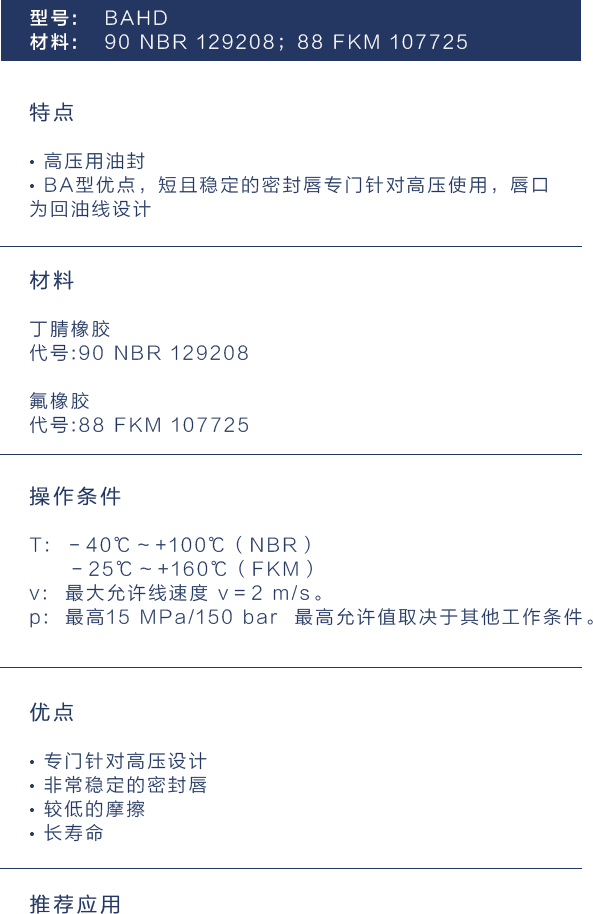 型号： BAHD
材料： 90 NBR 129208；88 FKM 107725
特点
• 高压用油封
• BA型优点，短且稳定的密封唇专门针对高压使用，唇口
为回油线设计
材料
丁腈橡胶
代号:90 NBR 129208
氟橡胶
代号:88 FKM 107725
操作条件
T： －40℃～+100℃（NBR）
－25℃～+160℃（FKM）
v： 最大允许线速度 v＝2 m/s。
p： 最高15 MPa/150 bar 最高允许值取决于其他工作条件。
优点
• 专门针对高压设计
• 非常稳定的密封唇
• 较低的摩擦
• 长寿命
推荐应用